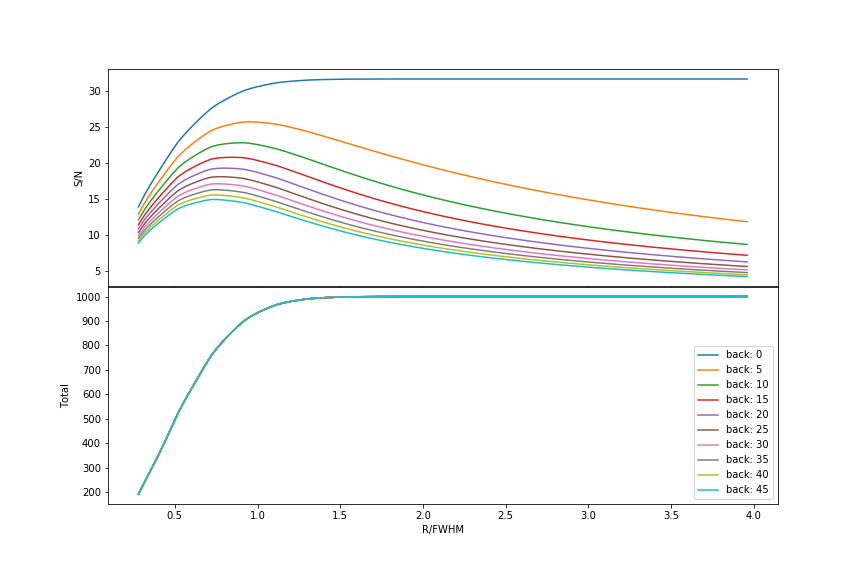 30
25
20
15
10
5
S/N
1000
900
800
700
600
500
400
300
200
Total
back: 0
back: 5
back: 10
back: 15
back: 20
back: 25
back: 30
back: 35
back: 40
back: 45
0.5 1.0 1.5 2.0 2.5 3.0 3.5 4.0
R/FWHM